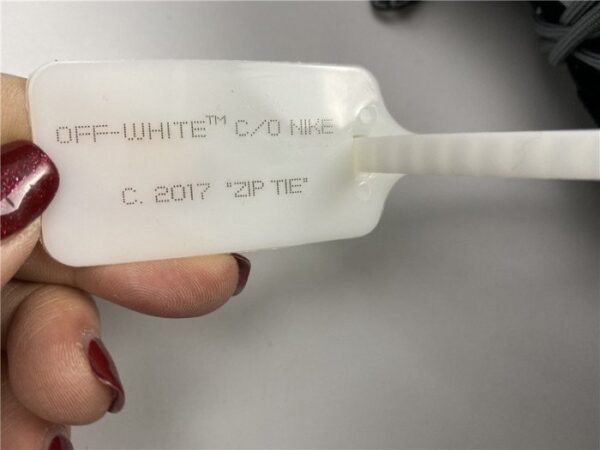 OFF-WHITE™ C/O NIKE
C. 2017 "ZIP TIE"